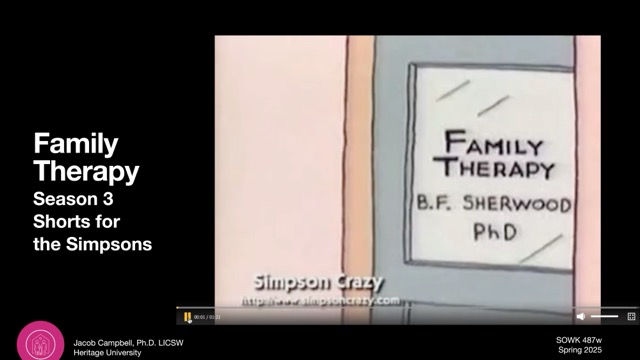 Family
Therapy
Season 3
Shorts for
the Simpsons
FAMILY
THERAPY
B.F. SHERWOOD
PhD
Simpson Crazy
http://www.simpsoncrazy.com
Jacob Campbell, Ph.D. LICSW
Heritage University
SOWK 487w
Spring 2025